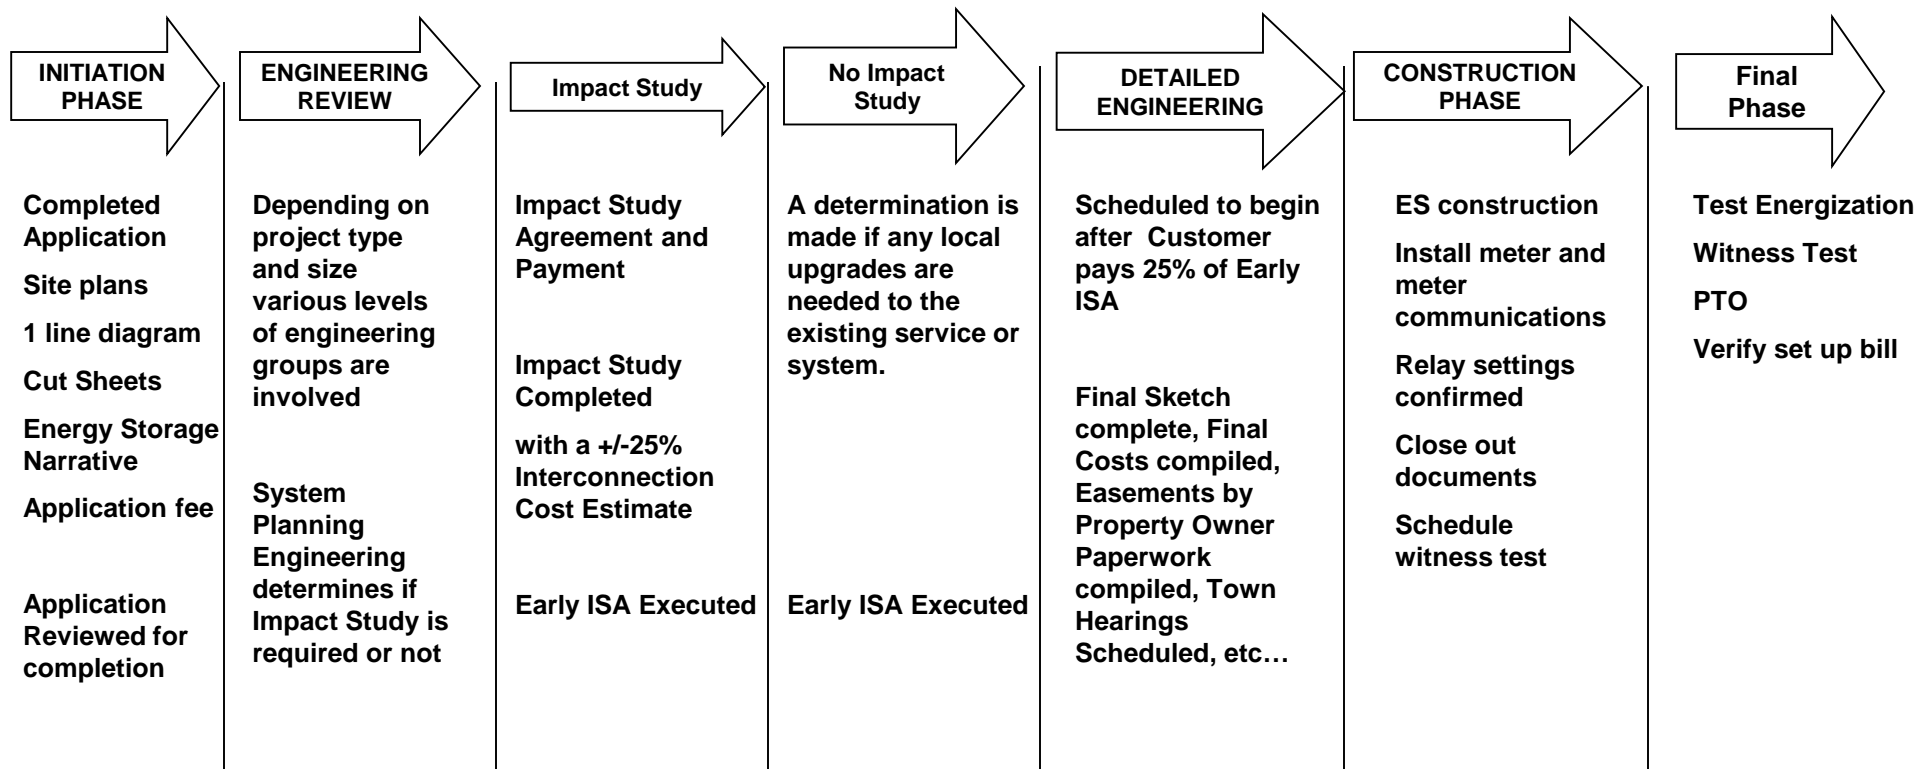 INITIATION
PHASE
ENGINEERING
REVIEW
Impact Study
No Impact
Study
DETAILED
ENGINEERING
CONSTRUCTION
PHASE
Final
Phase
Completed
Application
Site plans
1 line diagram
Cut Sheets
Energy Storage
Narrative
Application fee
Application
Reviewed for
completion
Depending on
project type
and size
various levels
of engineering
groups are
involved
System
Planning
Engineering
determines if
Impact Study is
required or not
Impact Study
Agreement and
Payment
Impact Study
Completed
with a +/-25%
Interconnection
Cost Estimate
Early ISA Executed
A determination is
made if any local
upgrades are
needed to the
existing service or
system.
Early ISA Executed
Scheduled to begin
after Customer
pays 25% of Early
ISA
Final Sketch
complete, Final
Costs compiled,
Easements by
Property Owner
Paperwork
compiled, Town
Hearings
Scheduled, etc…
ES construction
Install meter and
meter
communications
Relay settings
confirmed
Close out
documents
Schedule
witness test
Test Energization
Witness Test
PTO
Verify set up bill